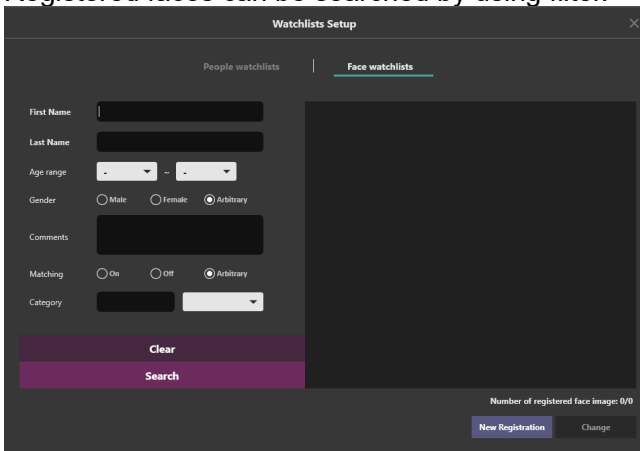 Registered faces can be searched by using filter.
Watchlists Setup
People watchlists | Face watchlists
First Name
Last Name
Age range - ~ -
Gender Male Female Arbitrary
Comments
Matching On Off Arbitrary
Category
Clear
Search
Number of registered face image: 0/0
New Registration Change